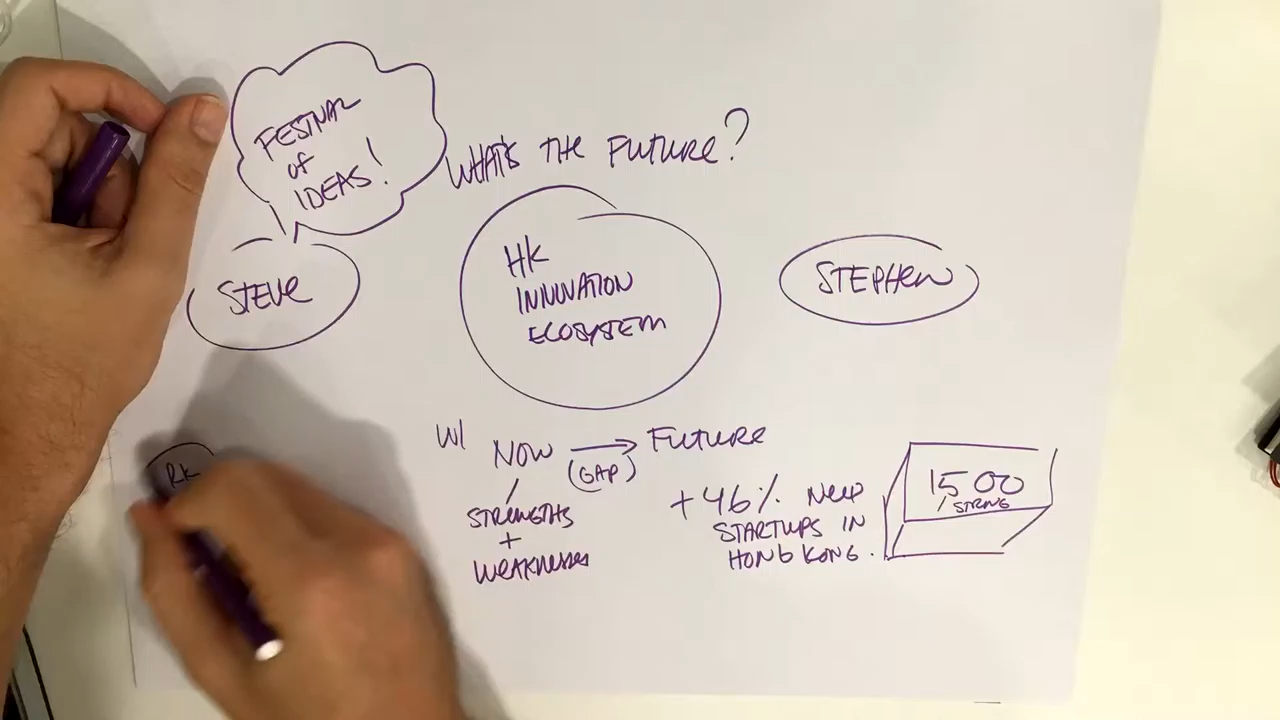 FESTIVAL
of
IDEAS!
WHAT'S THE FUTURE?
STEVE
HK
INNOVATION
ECOSYSTEM
STEPHEN
W/ NOW → FUTURE
(GAP)
STRENGTHS
+
WEAKNESSES
+46% NEW
STARTUPS IN
HONG KONG.
1500
STRONG
RK